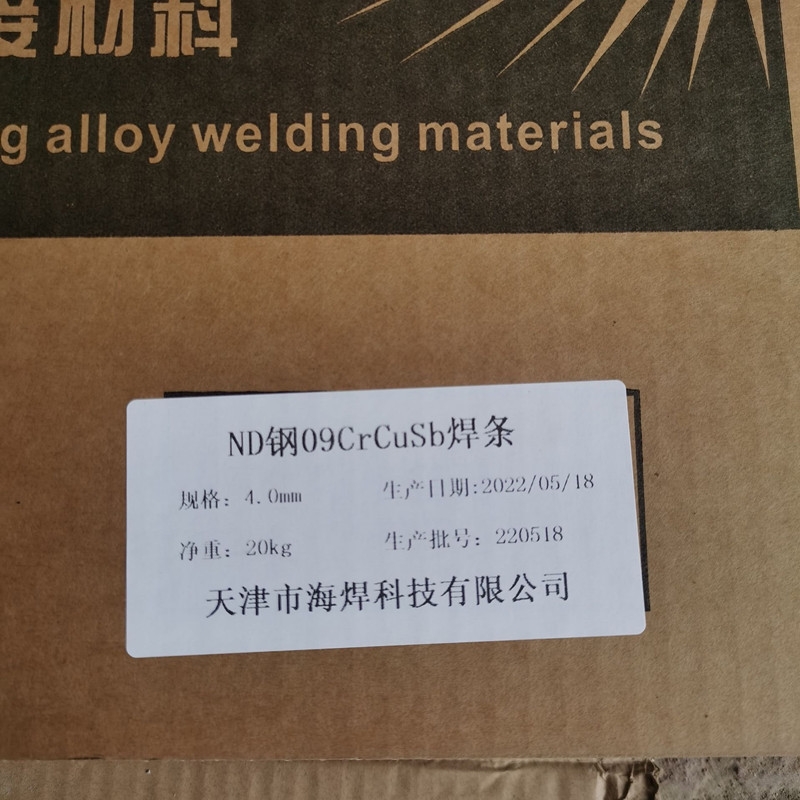 接材料
g alloy welding materials
ND钢09CrCuSb焊条
规格：4.0mm
生产日期:2022/05/18
净重：20kg
生产批号：220518
天津市海焊科技有限公司